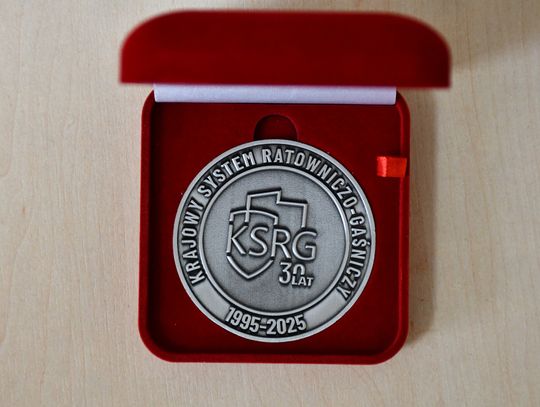 KRAJOWY SYSTEM RATOWNICZO-GAŚNICZY
KSRG
30 LAT
1995-2025